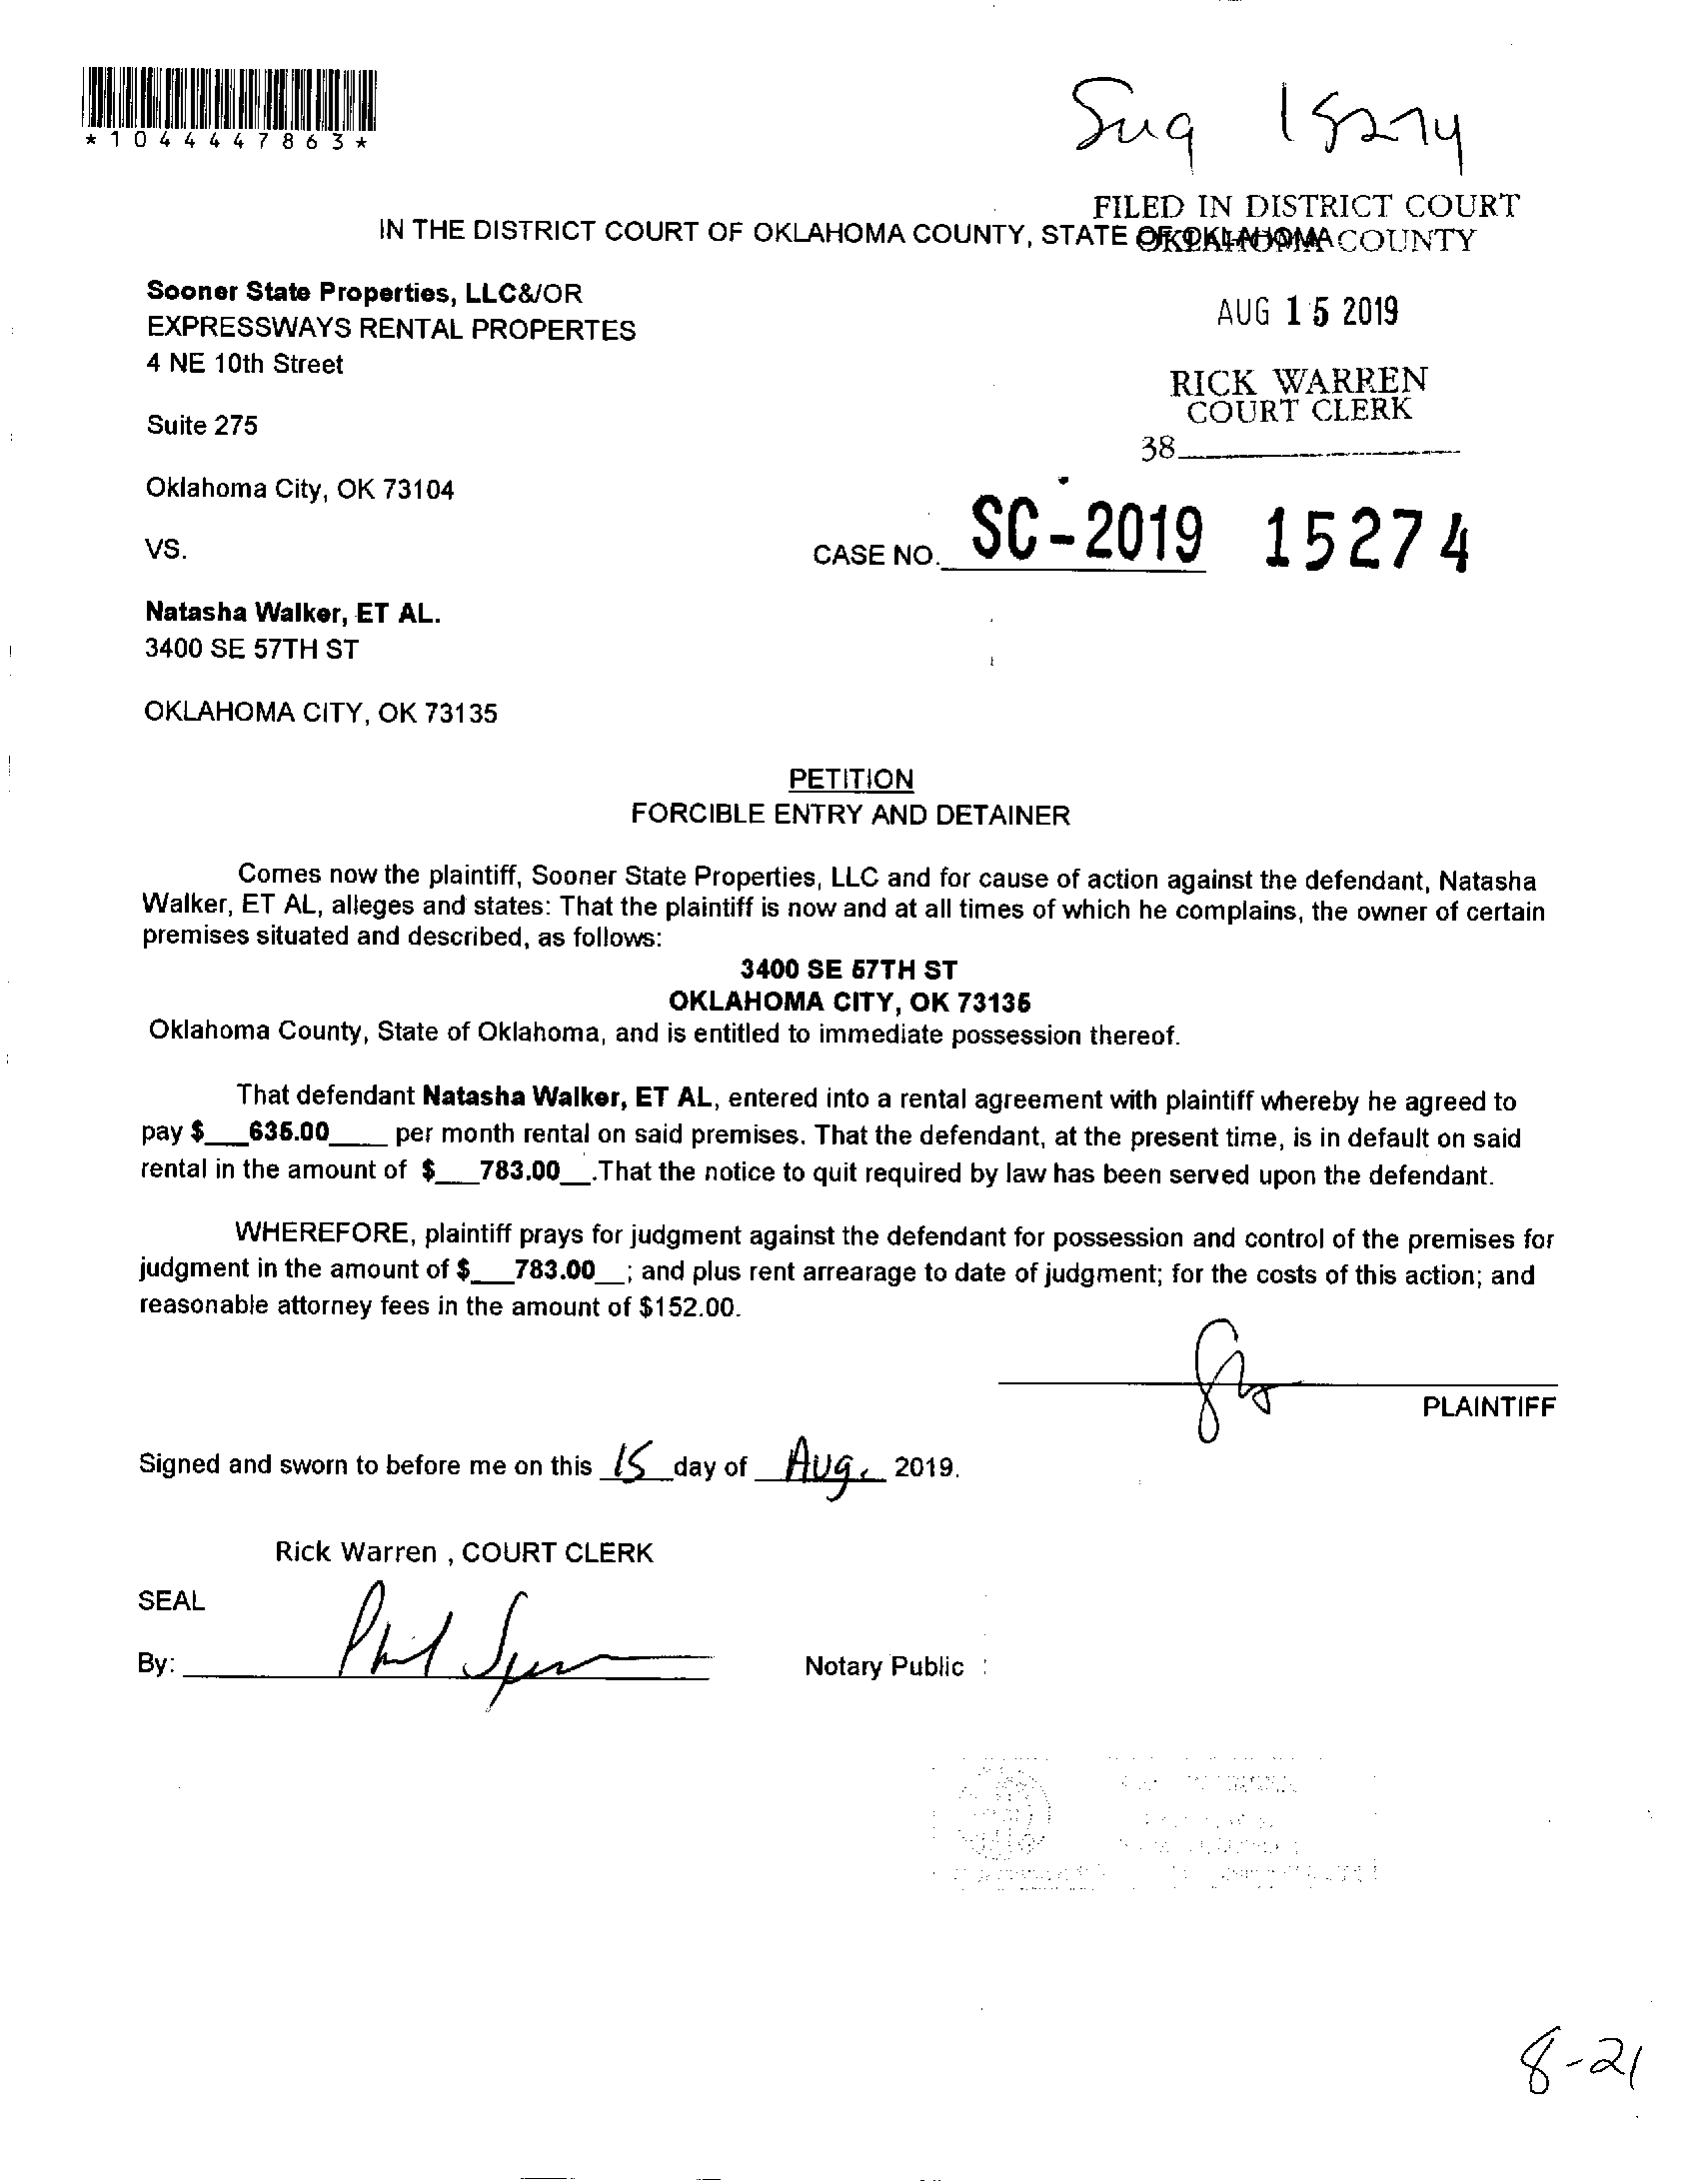 *1044447863*
FILED IN DISTRICT COURT
OKLAHOMA COUNTY
IN THE DISTRICT COURT OF OKLAHOMA COUNTY, STATE OF OKLAHOMA
Sooner State Properties, LLC&/OR
EXPRESSWAYS RENTAL PROPERTES
4 NE 10th Street
AUG 15 2019
RICK WARREN
COURT CLERK
Suite 275
38
Oklahoma City, OK 73104
VS.
CASE NO. SC-2019 15274
Natasha Walker, ET AL.
3400 SE 57TH ST
OKLAHOMA CITY, OK 73135
PETITION
FORCIBLE ENTRY AND DETAINER
Comes now the plaintiff, Sooner State Properties, LLC and for cause of action against the defendant, Natasha
Walker, ET AL, alleges and states: That the plaintiff is now and at all times of which he complains, the owner of certain
premises situated and described, as follows:
3400 SE 57TH ST
OKLAHOMA CITY, OK 73135
Oklahoma County, State of Oklahoma, and is entitled to immediate possession thereof.
That defendant Natasha Walker, ET AL, entered into a rental agreement with plaintiff whereby he agreed to
pay $___635.00____ per month rental on said premises. That the defendant, at the present time, is in default on said
rental in the amount of $___783.00__.That the notice to quit required by law has been served upon the defendant.
WHEREFORE, plaintiff prays for judgment against the defendant for possession and control of the premises for
judgment in the amount of $___783.00__; and plus rent arrearage to date of judgment; for the costs of this action; and
reasonable attorney fees in the amount of $152.00.
PLAINTIFF
Signed and sworn to before me on this 15 day of Aug. 2019.
Rick Warren , COURT CLERK
SEAL
By:
Notary Public
8-21